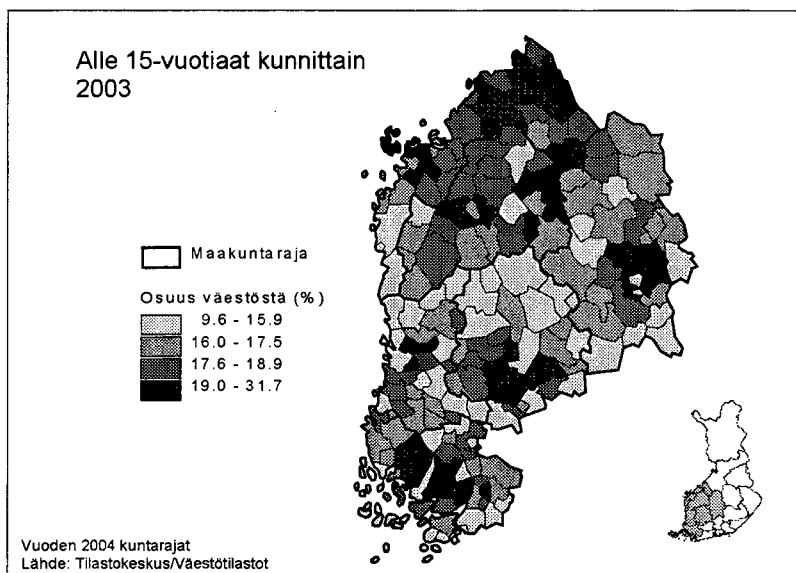 Alle 15-vuotiaat kunnittain
2003
Maakuntaraja
Osuus väestöstä (%)
9.6 - 15.9
16.0 - 17.5
17.6 - 18.9
19.0 - 31.7
Vuoden 2004 kuntarajat
Lähde: Tilastokeskus/Väestötilastot